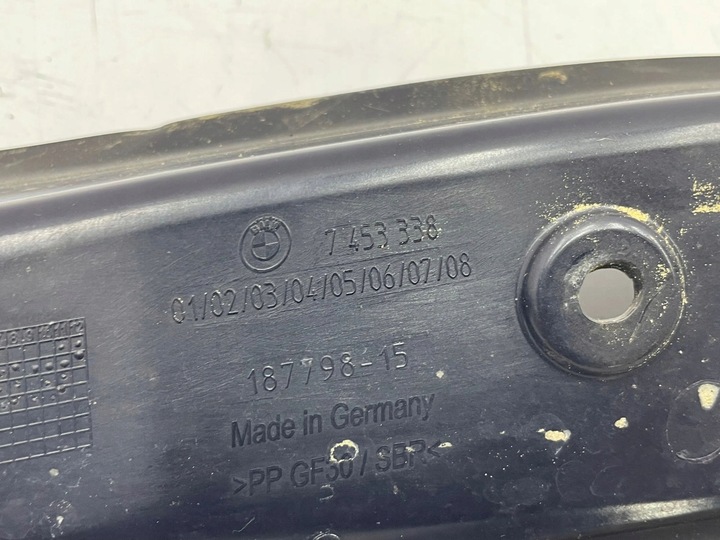 BMW 7 453 338
01/02/03/04/05/06/07/08
187798-15
Made in Germany
>PP GF30 / SBR<